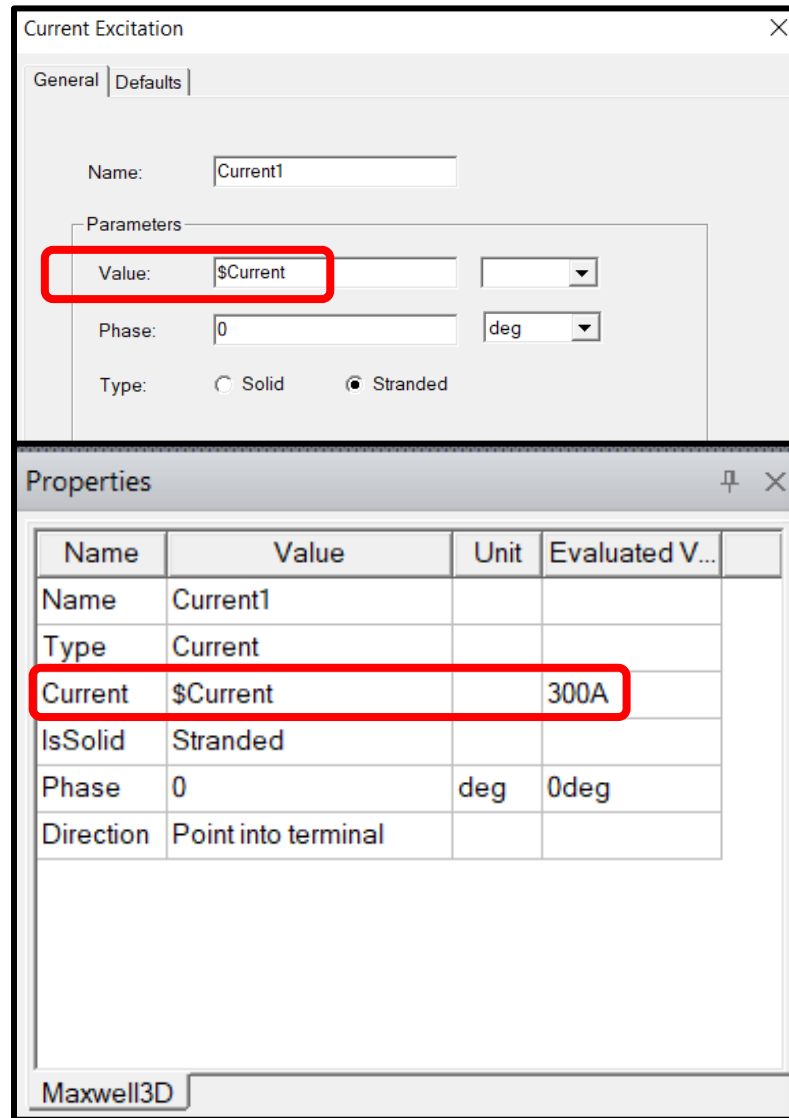 Current Excitation
General Defaults
Name: Current1
Parameters
Value: $Current
Phase: 0 deg
Type: Solid Stranded
Properties
Name Value Unit Evaluated V...
Name Current1
Type Current
Current $Current 300A
IsSolid Stranded
Phase 0 deg 0deg
Direction Point into terminal
Maxwell3D